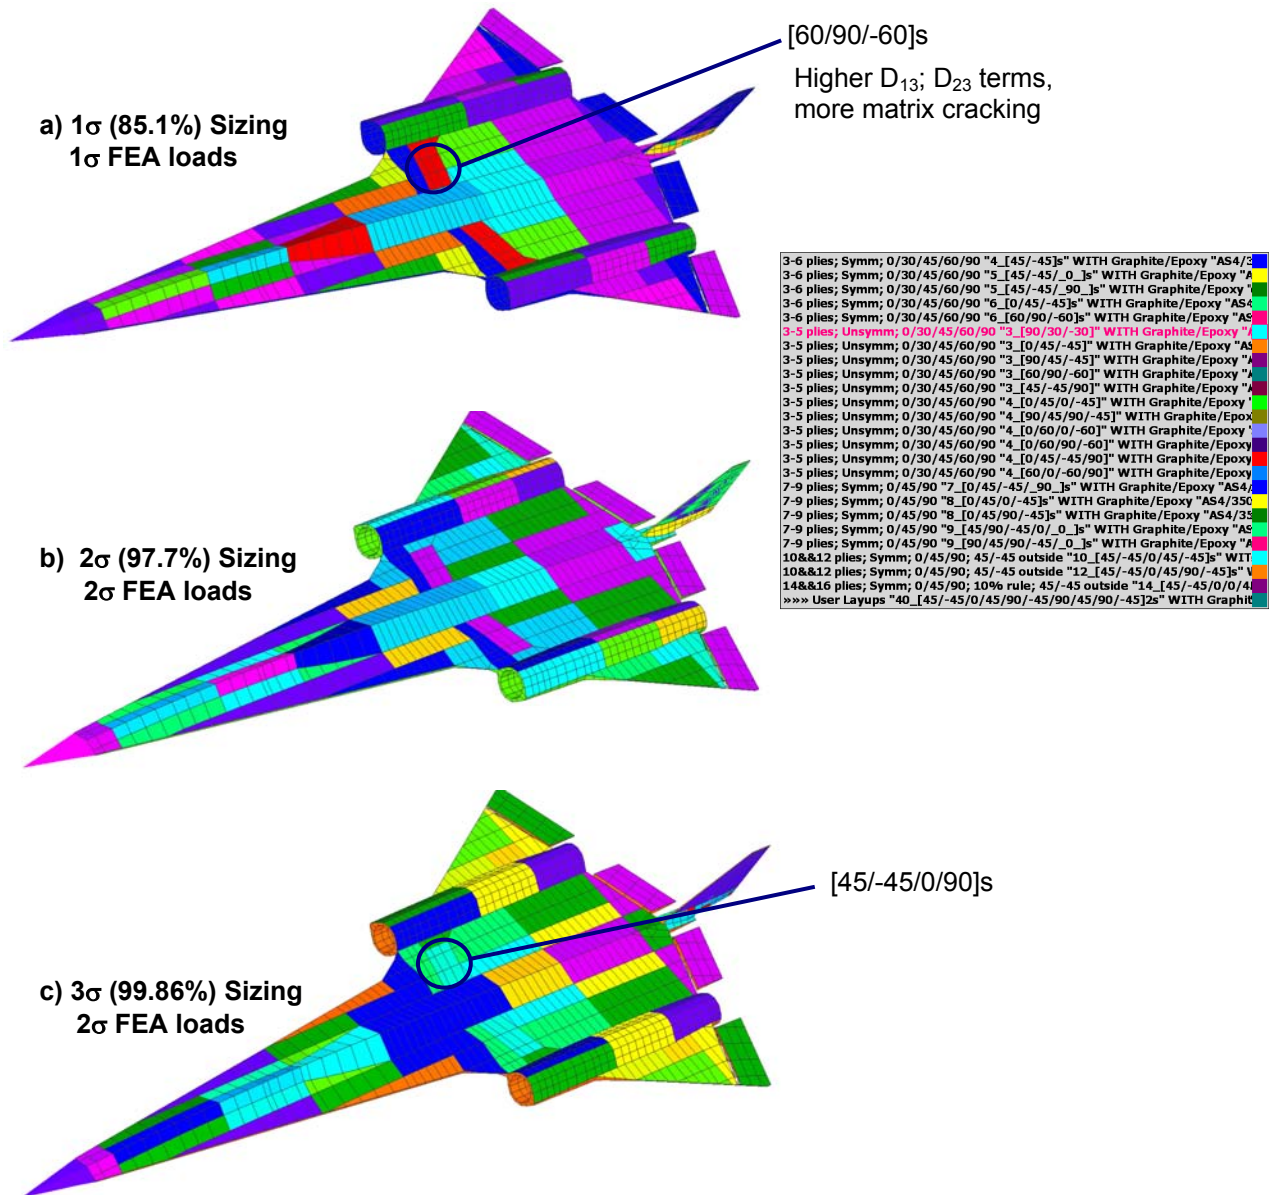 [60/90/-60]s
Higher D13; D23 terms,
more matrix cracking
a) 1σ (85.1%) Sizing
1σ FEA loads
3-6 plies; Symm; 0/30/45/60/90 "4_[45/-45]s" WITH Graphite/Epoxy "AS4/3
3-6 plies; Symm; 0/30/45/60/90 "5_[45/-45/_0_]s" WITH Graphite/Epoxy "A
3-6 plies; Symm; 0/30/45/60/90 "5_[45/-45/_90_]s" WITH Graphite/Epoxy "
3-6 plies; Symm; 0/30/45/60/90 "6_[0/45/-45]s" WITH Graphite/Epoxy "AS4
3-6 plies; Symm; 0/30/45/60/90 "6_[60/90/-60]s" WITH Graphite/Epoxy "AS
3-5 plies; Unsymm; 0/30/45/60/90 "3_[90/30/-30]" WITH Graphite/Epoxy "A
3-5 plies; Unsymm; 0/30/45/60/90 "3_[0/45/-45]" WITH Graphite/Epoxy "AS
3-5 plies; Unsymm; 0/30/45/60/90 "3_[90/45/-45]" WITH Graphite/Epoxy "A
3-5 plies; Unsymm; 0/30/45/60/90 "3_[60/90/-60]" WITH Graphite/Epoxy "A
3-5 plies; Unsymm; 0/30/45/60/90 "3_[45/-45/90]" WITH Graphite/Epoxy "A
3-5 plies; Unsymm; 0/30/45/60/90 "4_[0/45/0/-45]" WITH Graphite/Epoxy "
3-5 plies; Unsymm; 0/30/45/60/90 "4_[90/45/90/-45]" WITH Graphite/Epox
3-5 plies; Unsymm; 0/30/45/60/90 "4_[0/60/0/-60]" WITH Graphite/Epoxy "
3-5 plies; Unsymm; 0/30/45/60/90 "4_[0/60/90/-60]" WITH Graphite/Epoxy
3-5 plies; Unsymm; 0/30/45/60/90 "4_[0/45/-45/90]" WITH Graphite/Epoxy
3-5 plies; Unsymm; 0/30/45/60/90 "4_[60/0/-60/90]" WITH Graphite/Epoxy
7-9 plies; Symm; 0/45/90 "7_[0/45/-45/_90_]s" WITH Graphite/Epoxy "AS4/
7-9 plies; Symm; 0/45/90 "8_[0/45/0/-45]s" WITH Graphite/Epoxy "AS4/350
7-9 plies; Symm; 0/45/90 "8_[0/45/90/-45]s" WITH Graphite/Epoxy "AS4/35
7-9 plies; Symm; 0/45/90 "9_[45/90/-45/0/_0_]s" WITH Graphite/Epoxy "AS
7-9 plies; Symm; 0/45/90 "9_[90/45/90/-45/_0_]s" WITH Graphite/Epoxy "A
10&&12 plies; Symm; 0/45/90; 45/-45 outside "10_[45/-45/0/45/-45]s" WIT
10&&12 plies; Symm; 0/45/90; 45/-45 outside "12_[45/-45/0/45/90/-45]s" W
14&&16 plies; Symm; 0/45/90; 10% rule; 45/-45 outside "14_[45/-45/0/0/4
»»» User Layups "40_[45/-45/0/45/90/-45/90/45/90/-45]2s" WITH Graphit
b) 2σ (97.7%) Sizing
2σ FEA loads
[45/-45/0/90]s
c) 3σ (99.86%) Sizing
2σ FEA loads